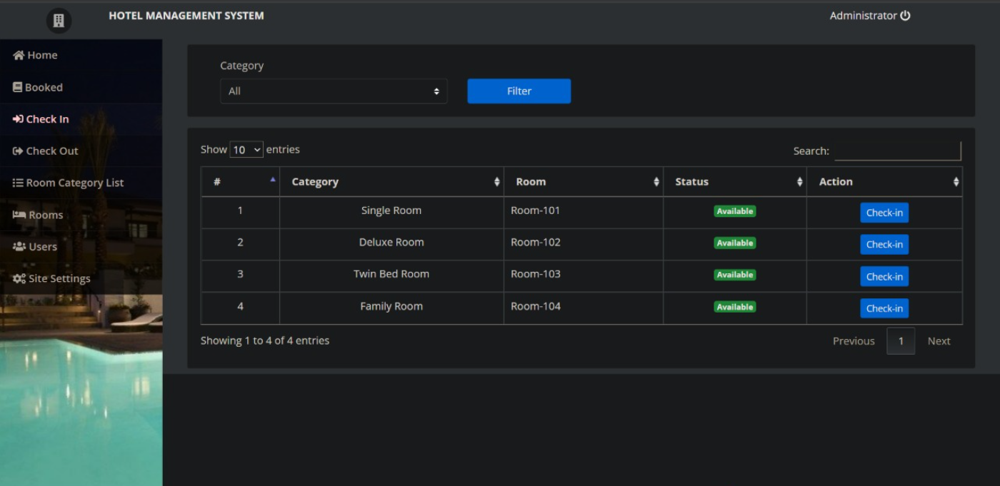 HOTEL MANAGEMENT SYSTEM
Administrator
Home
Booked
Check In
Check Out
Room Category List
Rooms
Users
Site Settings
Category
All
Filter
Show 10 entries
Search:
# Category Room Status Action
1 Single Room Room-101 Available Check-in
2 Deluxe Room Room-102 Available Check-in
3 Twin Bed Room Room-103 Available Check-in
4 Family Room Room-104 Available Check-in
Showing 1 to 4 of 4 entries
Previous 1 Next